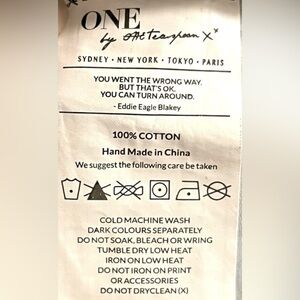 ONE
by One Teaspoon X x
SYDNEY • NEW YORK • TOKYO • PARIS
YOU WENT THE WRONG WAY.
BUT THAT'S OK.
YOU CAN TURN AROUND.
- Eddie Eagle Blakey
100% COTTON
Hand Made in China
We suggest the following care be taken
COLD MACHINE WASH
DARK COLOURS SEPARATELY
DO NOT SOAK, BLEACH OR WRING
TUMBLE DRY LOW HEAT
IRON ON LOW HEAT
DO NOT IRON ON PRINT
OR ACCESSORIES
DO NOT DRYCLEAN (X)